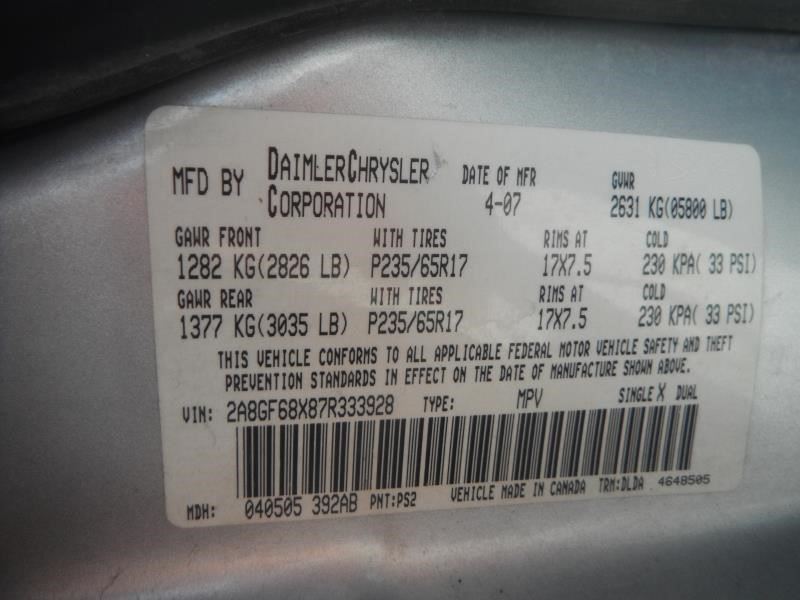 MFD BY DAIMLERCHRYSLER CORPORATION DATE OF MFR 4-07 GVWR 2631 KG(05800 LB)
GAWR FRONT WITH TIRES RIMS AT COLD
1282 KG(2826 LB) P235/65R17 17X7.5 230 KPA( 33 PSI)
GAWR REAR WITH TIRES RIMS AT COLD
1377 KG(3035 LB) P235/65R17 17X7.5 230 KPA( 33 PSI)
THIS VEHICLE CONFORMS TO ALL APPLICABLE FEDERAL MOTOR VEHICLE SAFETY AND THEFT
PREVENTION STANDARDS IN EFFECT ON THE DATE OF MANUFACTURE SHOWN ABOVE.
VIN: 2A8GF68X87R333928 TYPE: MPV SINGLE X DUAL
MDH: 040505 392AB PNT:PS2 VEHICLE MADE IN CANADA TRM:DLDA 4648505